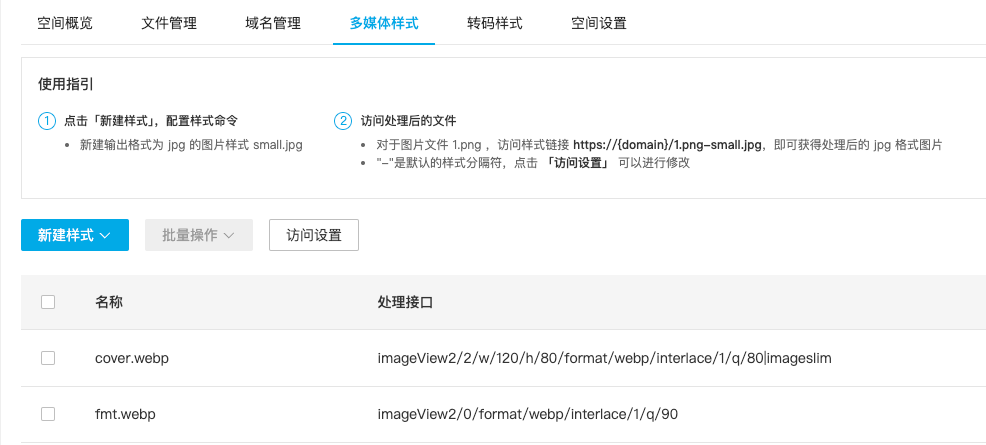 空间概览 文件管理 域名管理 多媒体样式 转码样式 空间设置
使用指引
1 点击「新建样式」，配置样式命令
• 新建输出格式为 jpg 的图片样式 small.jpg
2 访问处理后的文件
• 对于图片文件 1.png ，访问样式链接 https://{domain}/1.png-small.jpg，即可获得处理后的 jpg 格式图片
• "-"是默认的样式分隔符，点击 「访问设置」 可以进行修改
新建样式 批量操作 访问设置
名称 处理接口
cover.webp imageView2/2/w/120/h/80/format/webp/interlace/1/q/80|imageslim
fmt.webp imageView2/0/format/webp/interlace/1/q/90